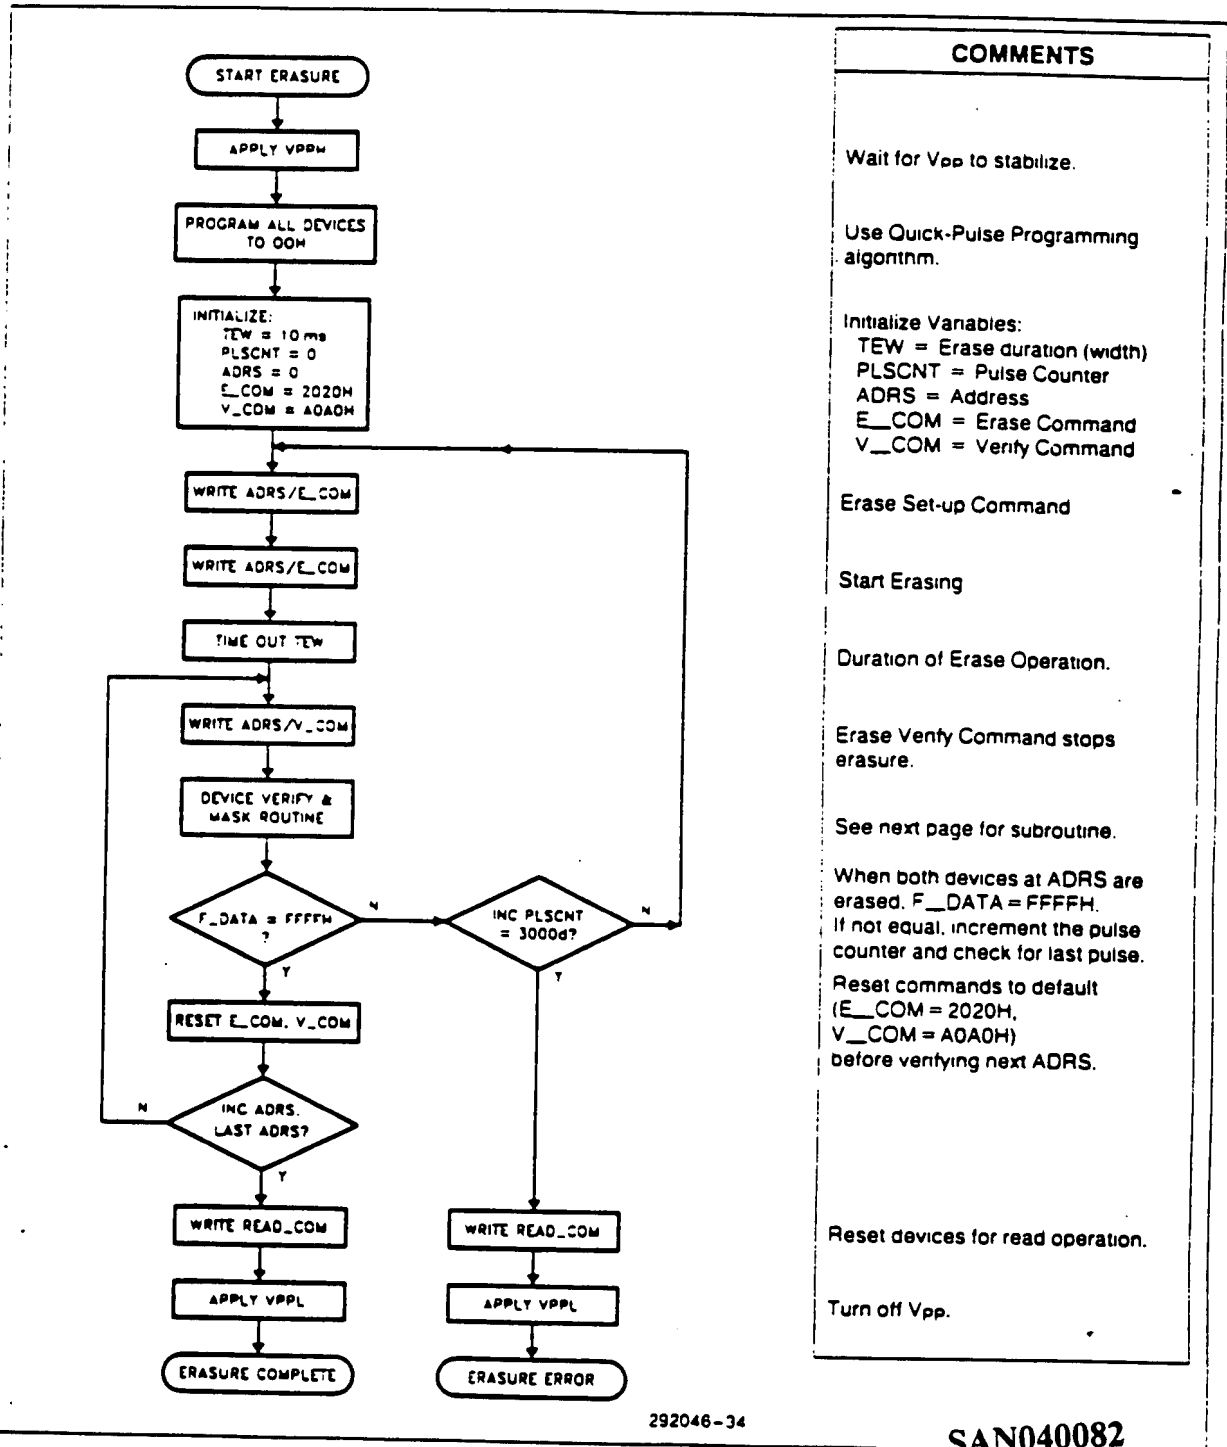 START ERASURE
APPLY VPPH
PROGRAM ALL DEVICES
TO 00H
INITIALIZE:
TEW = 10 ms
PLSCNT = 0
ADRS = 0
E_COM = 2020H
V_COM = A0A0H
WRITE ADRS/E_COM
WRITE ADRS/E_COM
TIME OUT TEW
WRITE ADRS/V_COM
DEVICE VERIFY &
MASK ROUTINE
F_DATA = FFFFH
?
N
Y
INC PLSCNT
= 3000d?
N
Y
RESET E_COM, V_COM
INC ADRS.
LAST ADRS?
N
Y
WRITE READ_COM
APPLY VPPL
ERASURE COMPLETE
WRITE READ_COM
APPLY VPPL
ERASURE ERROR
COMMENTS
Wait for Vpp to stabilize.
Use Quick-Pulse Programming
algorithm.
Initialize Variables:
TEW = Erase duration (width)
PLSCNT = Pulse Counter
ADRS = Address
E__COM = Erase Command
V__COM = Verify Command
Erase Set-up Command
Start Erasing
Duration of Erase Operation.
Erase Verify Command stops
erasure.
See next page for subroutine.
When both devices at ADRS are
erased, F__DATA = FFFFH.
If not equal, increment the pulse
counter and check for last pulse.
Reset commands to default
(E__COM = 2020H,
V__COM = A0A0H)
before verifying next ADRS.
Reset devices for read operation.
Turn off Vpp.
292046-34
SAN040082